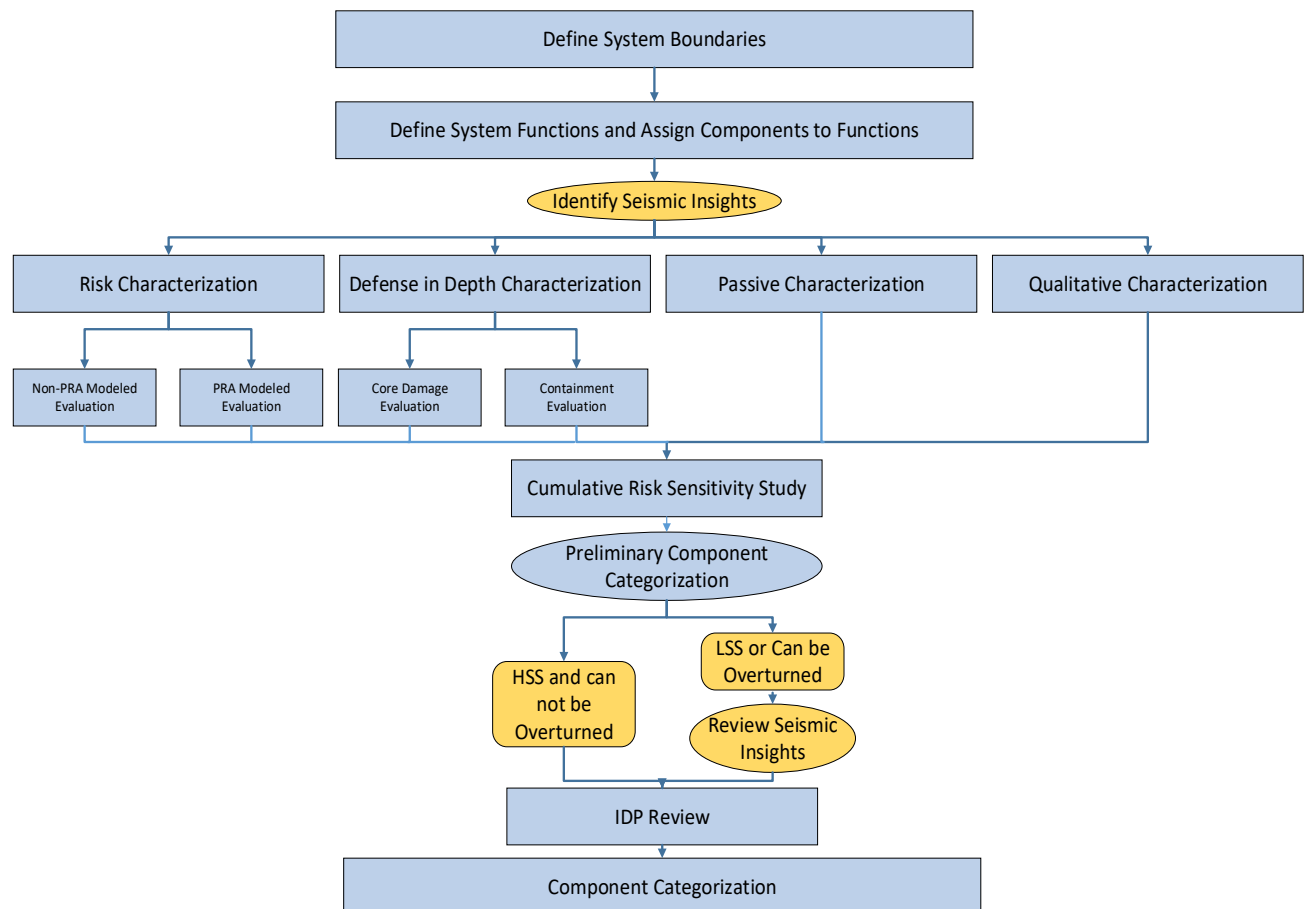 Define System Boundaries
Define System Functions and Assign Components to Functions
Identify Seismic Insights
Risk Characterization
Defense in Depth Characterization
Passive Characterization
Qualitative Characterization
Non-PRA Modeled
Evaluation
PRA Modeled
Evaluation
Core Damage
Evaluation
Containment
Evaluation
Cumulative Risk Sensitivity Study
Preliminary Component
Categorization
HSS and can
not be
Overturned
LSS or Can be
Overturned
Review Seismic
Insights
IDP Review
Component Categorization